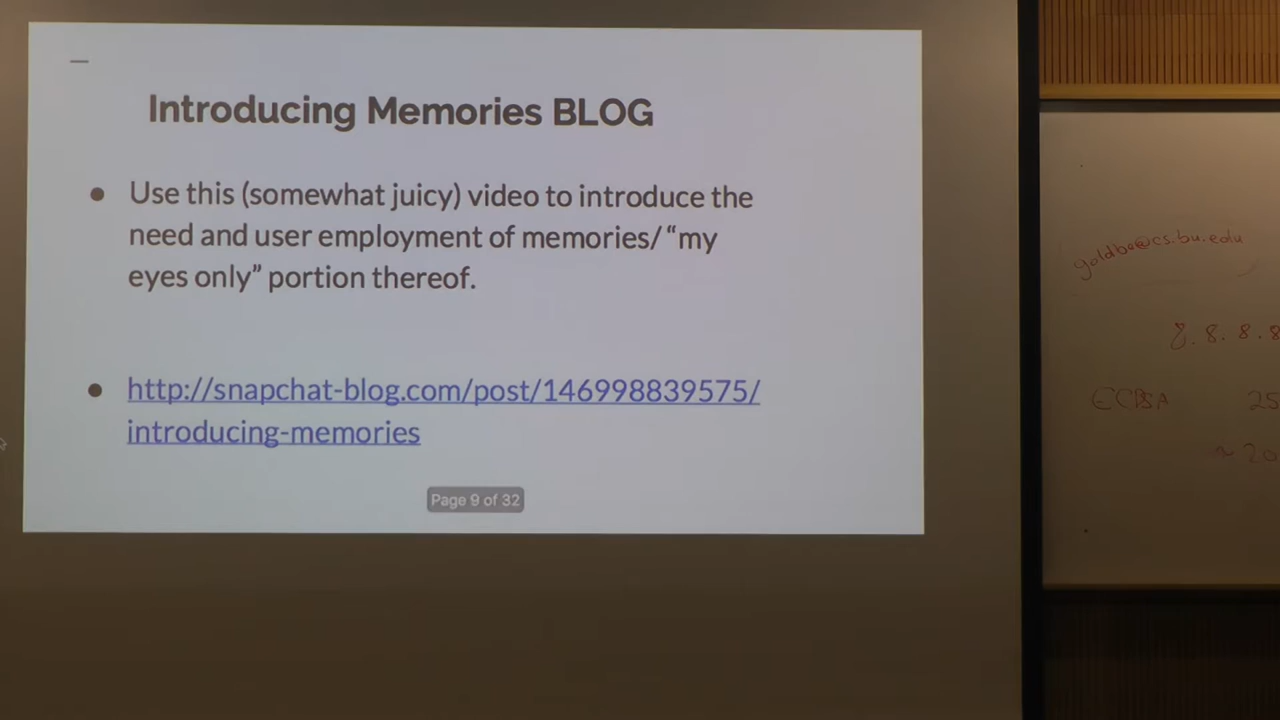 Introducing Memories BLOG
● Use this (somewhat juicy) video to introduce the
need and user employment of memories/ “my
eyes only” portion thereof.
● http://snapchat-blog.com/post/146998839575/
introducing-memories
Page 9 of 32
goldbe@cs.bu.edu
8.8.8.8
25
~ 20